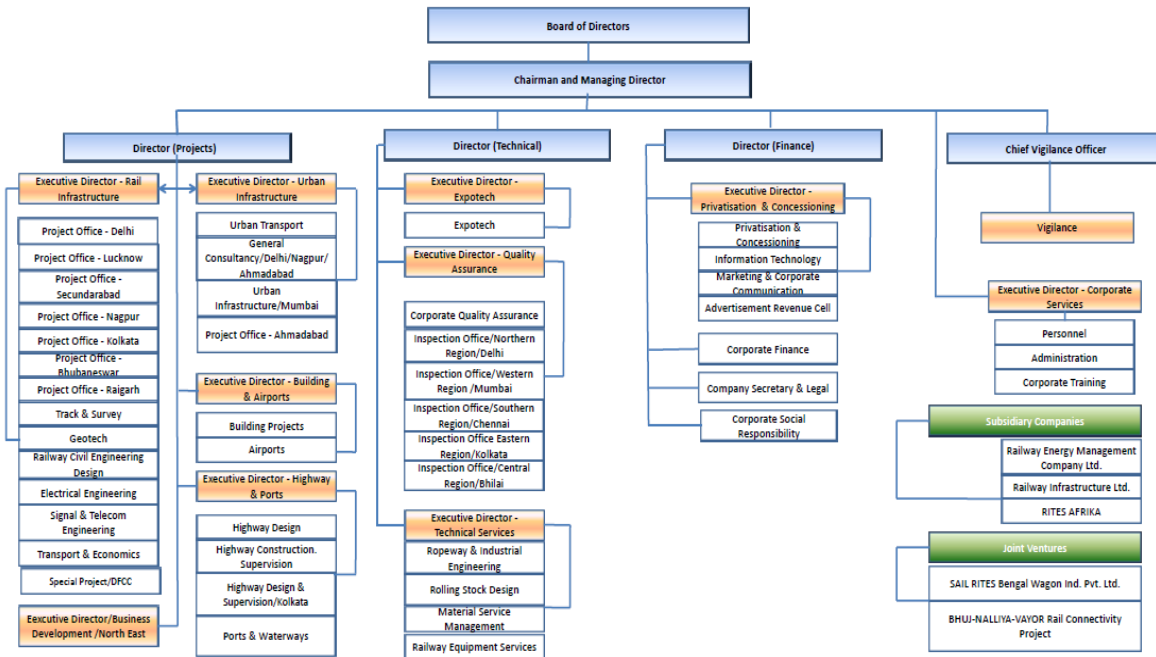 Board of Directors
Chairman and Managing Director
Director (Projects)
Executive Director - Rail
Infrastructure
Project Office - Delhi
Project Office - Lucknow
Project Office -
Secundarabad
Project Office - Nagpur
Project Office - Kolkata
Project Office -
Bhubaneswar
Project Office - Raigarh
Track & Survey
Geotech
Railway Civil Engineering
Design
Electrical Engineering
Signal & Telecom
Engineering
Transport & Economics
Special Project/DFCC
Eexcutive Director/Business
Development /North East
Executive Director - Urban
Infrastructure
Urban Transport
General
Consultancy/Delhi/Nagpur/
Ahmadabad
Urban
Infrastructure/Mumbai
Project Office - Ahmadabad
Executive Director - Building
& Airports
Building Projects
Airports
Executive Director - Highway
& Ports
Highway Design
Highway Construction.
Supervision
Highway Design &
Supervision/Kolkata
Ports & Waterways
Director (Technical)
Executive Director -
Expotech
Expotech
Executive Director - Quality
Assurance
Corporate Quality Assurance
Inspection Office/Northern
Region/Delhi
Inspection Office/Western
Region /Mumbai
Inspection Office/Southern
Region/Chennai
Inspection Office Eastern
Region/Kolkata
Inspection Office/Central
Region/Bhilai
Executive Director -
Technical Services
Ropeway & Industrial
Engineering
Rolling Stock Design
Material Service
Management
Railway Equipment Services
Director (Finance)
Executive Director -
Privatisation & Concessioning
Privatisation &
Concessioning
Information Technology
Marketing & Corporate
Communication
Advertisement Revenue Cell
Corporate Finance
Company Secretary & Legal
Corporate Social
Responsibility
Chief Vigilance Officer
Vigilance
Executive Director - Corporate
Services
Personnel
Administration
Corporate Training
Subsidiary Companies
Railway Energy Management
Company Ltd.
Railway Infrastructure Ltd.
RITES AFRIKA
Joint Ventures
SAIL RITES Bengal Wagon Ind. Pvt. Ltd.
BHUJ-NALLIYA-VAYOR Rail Connectivity
Project